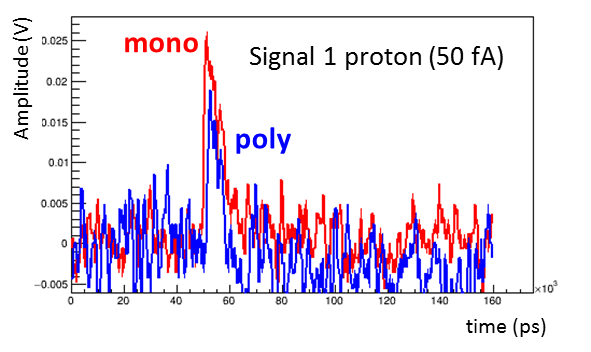 Amplitude (V)
0.025
0.02
0.015
0.01
0.005
0
−0.005
mono
Signal 1 proton (50 fA)
poly
0 20 40 60 80 100 120 140 160
×10³
time (ps)